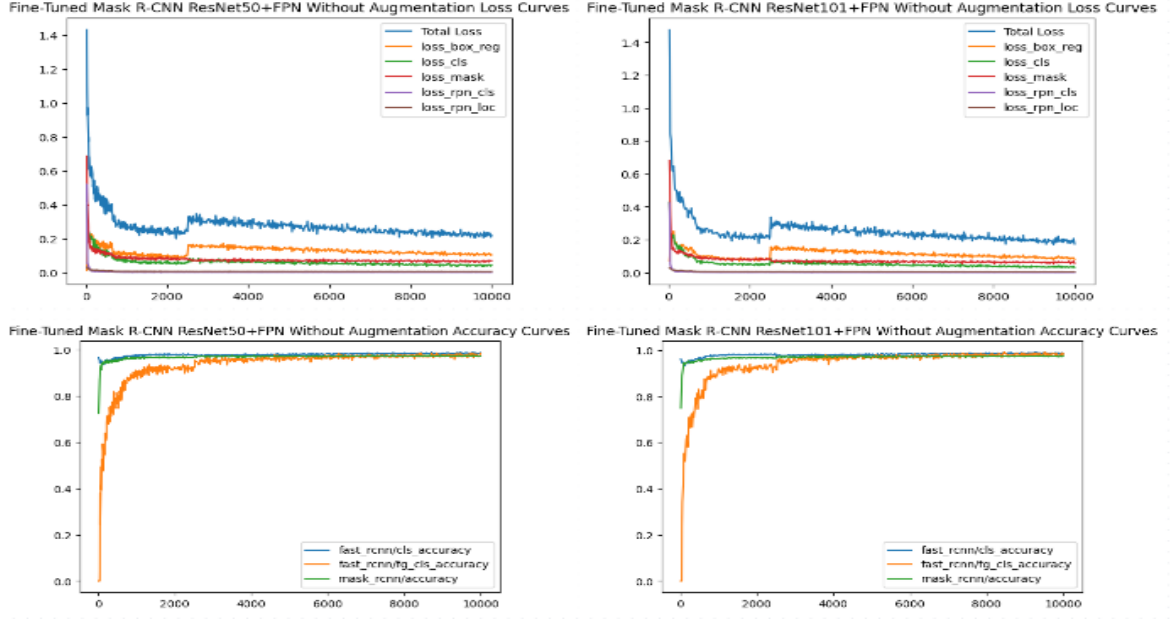 Fine-Tuned Mask R-CNN ResNet50+FPN Without Augmentation Loss Curves
1.4
1.2
1.0
0.8
0.6
0.4
0.2
0.0
0
2000
4000
6000
8000
10000
Total Loss
loss_box_reg
loss_cls
loss_mask
loss_rpn_cls
loss_rpn_loc
Fine-Tuned Mask R-CNN ResNet101+FPN Without Augmentation Loss Curves
1.4
1.2
1.0
0.8
0.6
0.4
0.2
0.0
0
2000
4000
6000
8000
10000
Total Loss
loss_box_reg
loss_cls
loss_mask
loss_rpn_cls
loss_rpn_loc
Fine-Tuned Mask R-CNN ResNet50+FPN Without Augmentation Accuracy Curves
1.0
0.8
0.6
0.4
0.2
0.0
0
2000
4000
6000
8000
10000
fast_rcnn/cls_accuracy
fast_rcnn/fg_cls_accuracy
mask_rcnn/accuracy
Fine-Tuned Mask R-CNN ResNet101+FPN Without Augmentation Accuracy Curves
1.0
0.8
0.6
0.4
0.2
0.0
0
2000
4000
6000
8000
10000
fast_rcnn/cls_accuracy
fast_rcnn/fg_cls_accuracy
mask_rcnn/accuracy